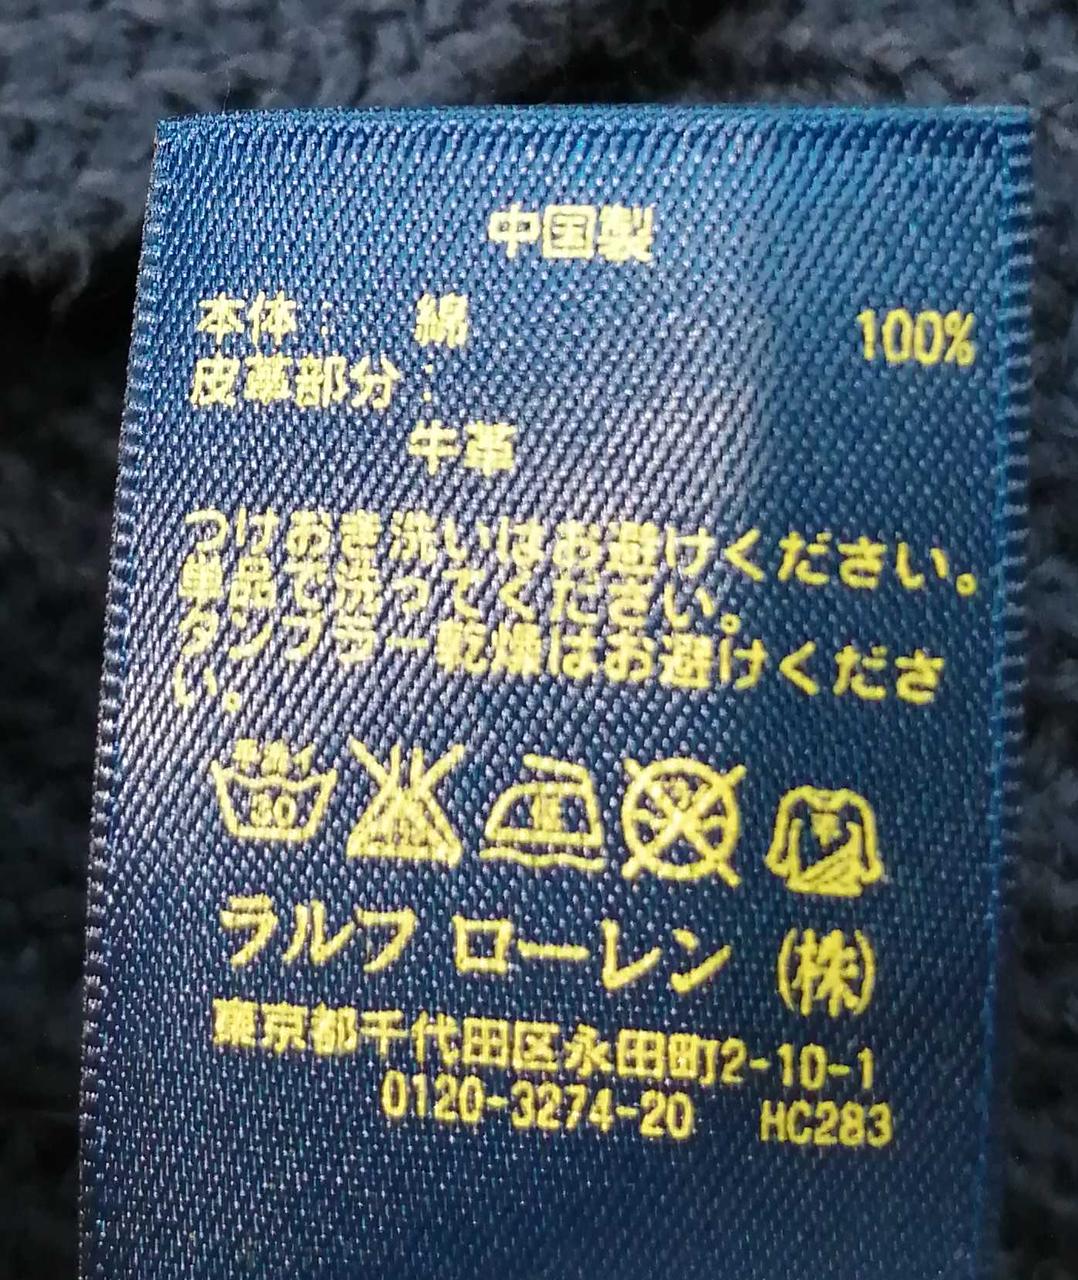 中国製
本体： 綿 100%
皮革部分：
牛革
つけおき洗いはお避けください。
単品で洗ってください。
タンブラー乾燥はお避けくださ
い。
手洗イ
30
ラルフ ローレン (株)
東京都千代田区永田町2-10-1
0120-3274-20 HC283